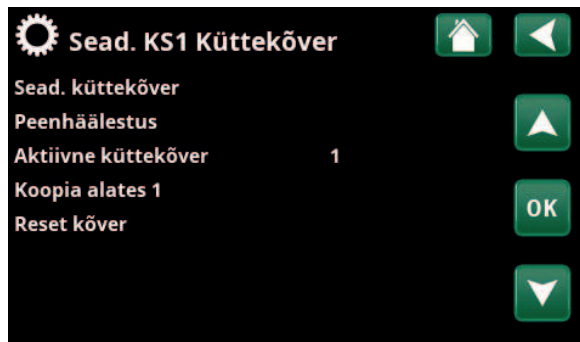 Sead. KS1 Küttekõver
Sead. küttekõver
Peenhäälestus
Aktiivne küttekõver 1
Koopia alates 1
OK
Reset kõver